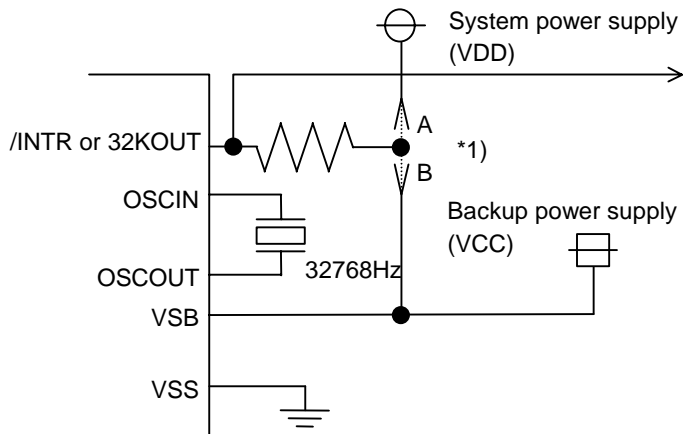 System power supply
(VDD)
A
/INTR or 32KOUT
*1)
B
OSCIN
Backup power supply
(VCC)
OSCOUT
32768Hz
VSB
VSS